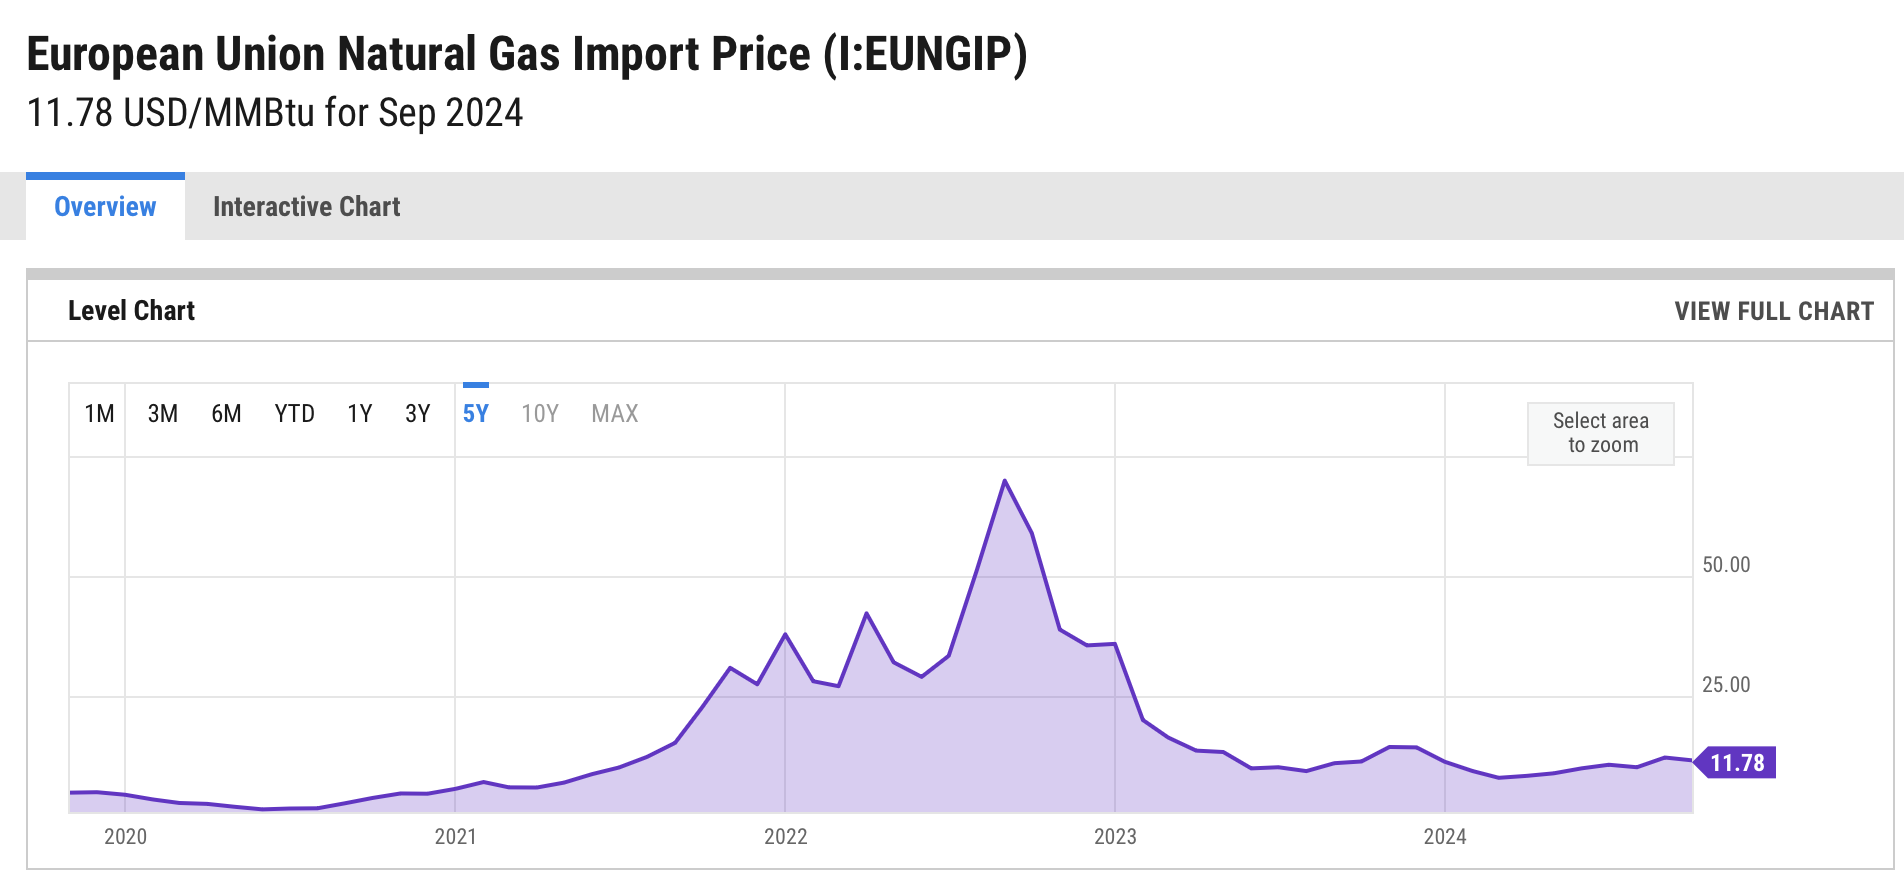 European Union Natural Gas Import Price (I:EUNGIP)
11.78 USD/MMBtu for Sep 2024
Overview Interactive Chart
Level Chart VIEW FULL CHART
1M 3M 6M YTD 1Y 3Y 5Y 10Y MAX
Select area
to zoom
50.00
25.00
11.78
2020 2021 2022 2023 2024